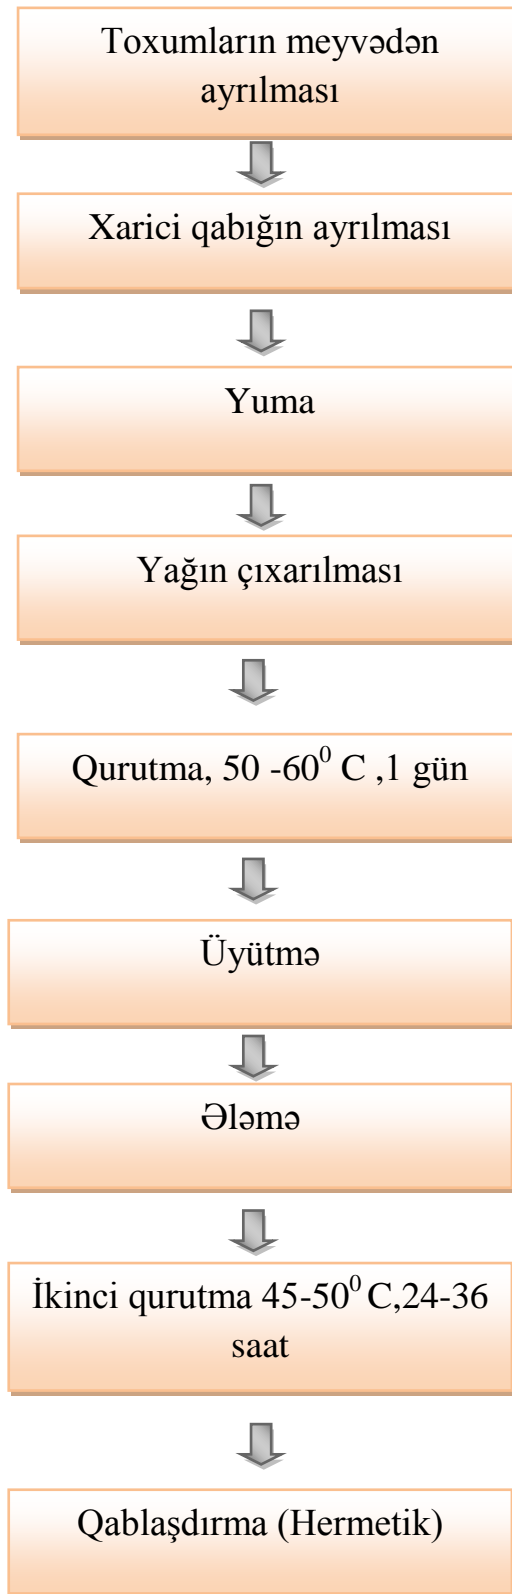 Toxumların meyvədən
ayrılması
Xarici qabığın ayrılması
Yuma
Yağın çıxarılması
Qurutma, 50 -60⁰ C ,1 gün
Üyütmə
Ələmə
İkinci qurutma 45-50⁰ C,24-36
saat
Qablaşdırma (Hermetik)